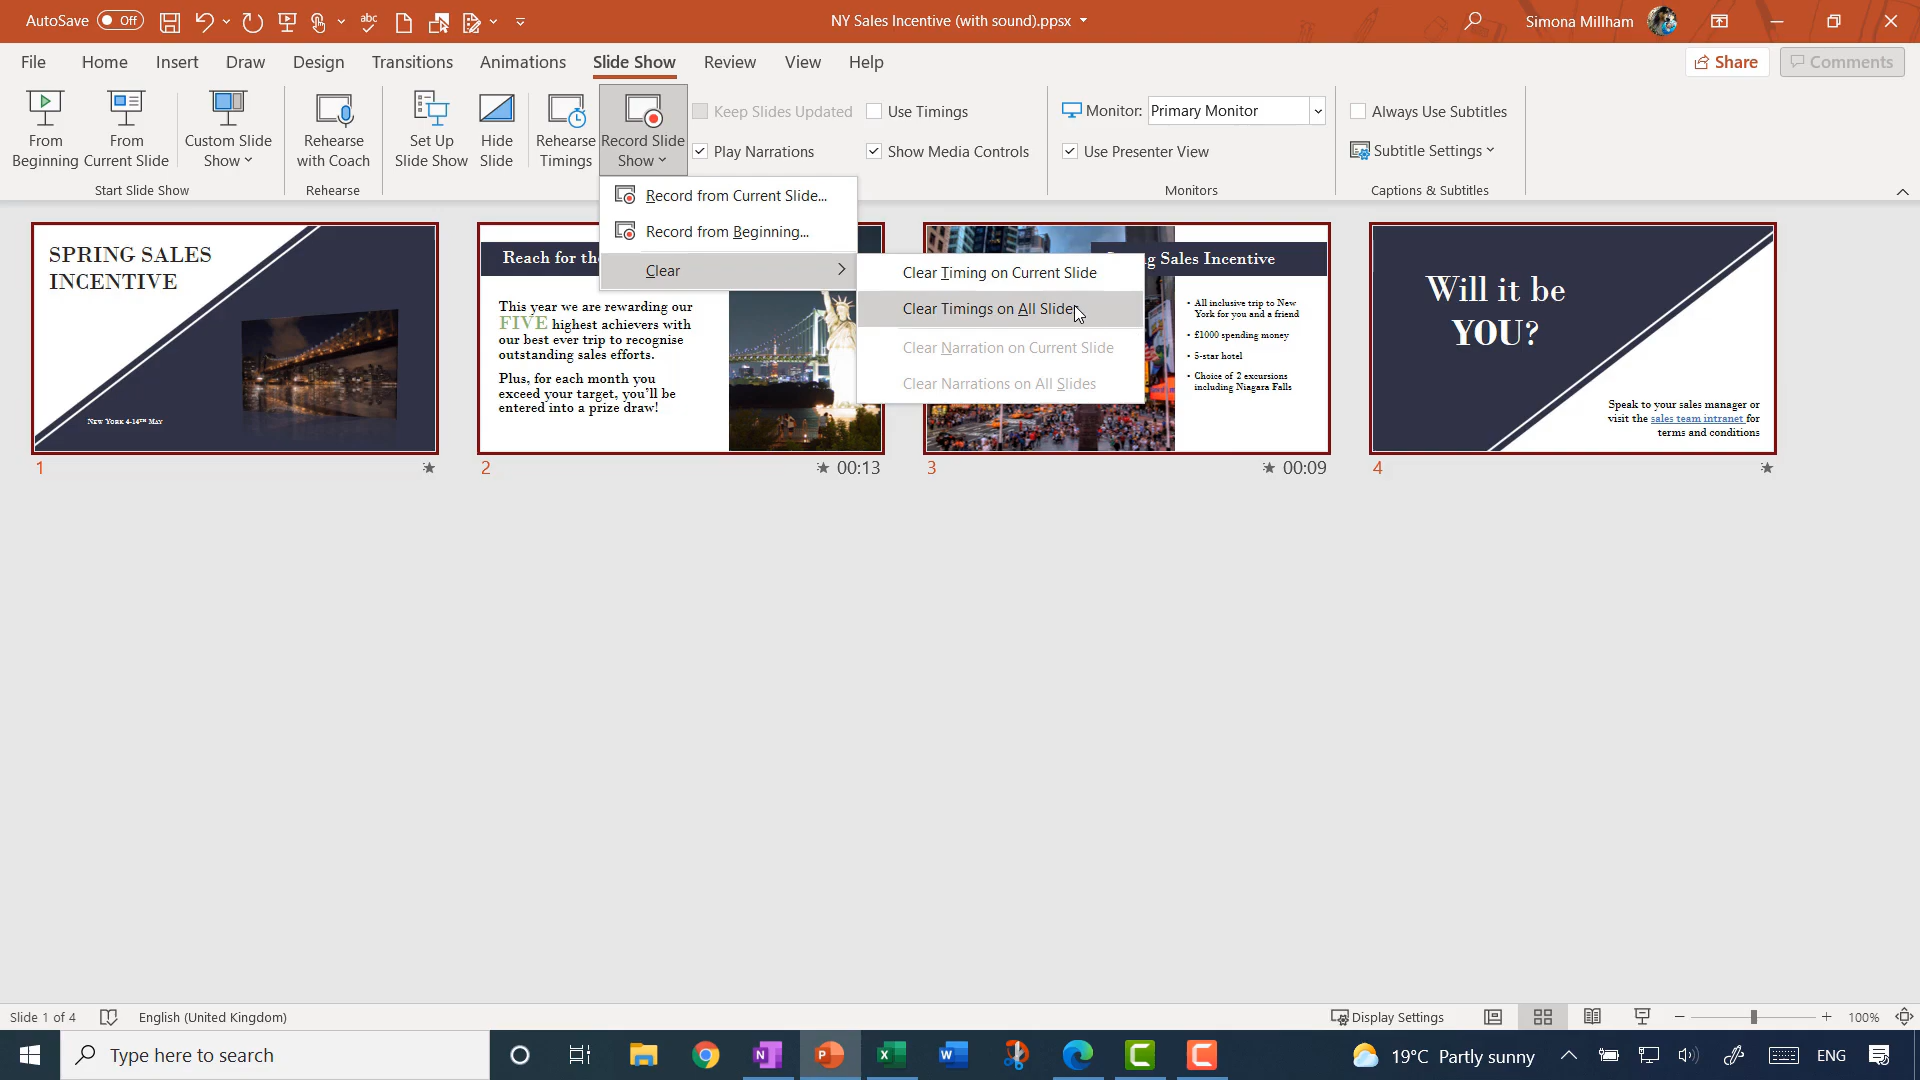 AutoSave Off
abc
NY Sales Incentive (with sound).ppsx
Simona Millham
File Home Insert Draw Design Transitions Animations Slide Show Review View Help
Share Comments
From Beginning
From Current Slide
Custom Slide Show
Start Slide Show
Rehearse with Coach
Rehearse
Set Up Slide Show
Hide Slide
Rehearse Timings
Record Slide Show
Keep Slides Updated
Use Timings
Play Narrations
Show Media Controls
Monitor: Primary Monitor
Use Presenter View
Monitors
Always Use Subtitles
Subtitle Settings
Captions & Subtitles
Record from Current Slide...
Record from Beginning...
Clear
Clear Timing on Current Slide
Clear Timings on All Slides
Clear Narration on Current Slide
Clear Narrations on All Slides
SPRING SALES
INCENTIVE
NEW YORK 4-14TH MAY
1
Reach for the
This year we are rewarding our
FIVE highest achievers with
our best ever trip to recognise
outstanding sales efforts.
Plus, for each month you
exceed your target, you'll be
entered into a prize draw!
2 00:13
Sales Incentive
• All inclusive trip to New
York for you and a friend
• £1000 spending money
• 5-star hotel
• Choice of 2 excursions
including Niagara Falls
3 00:09
Will it be
YOU?
Speak to your sales manager or
visit the sales team intranet for
terms and conditions
4
Slide 1 of 4 English (United Kingdom) Display Settings 100%
Type here to search 19°C Partly sunny ENG